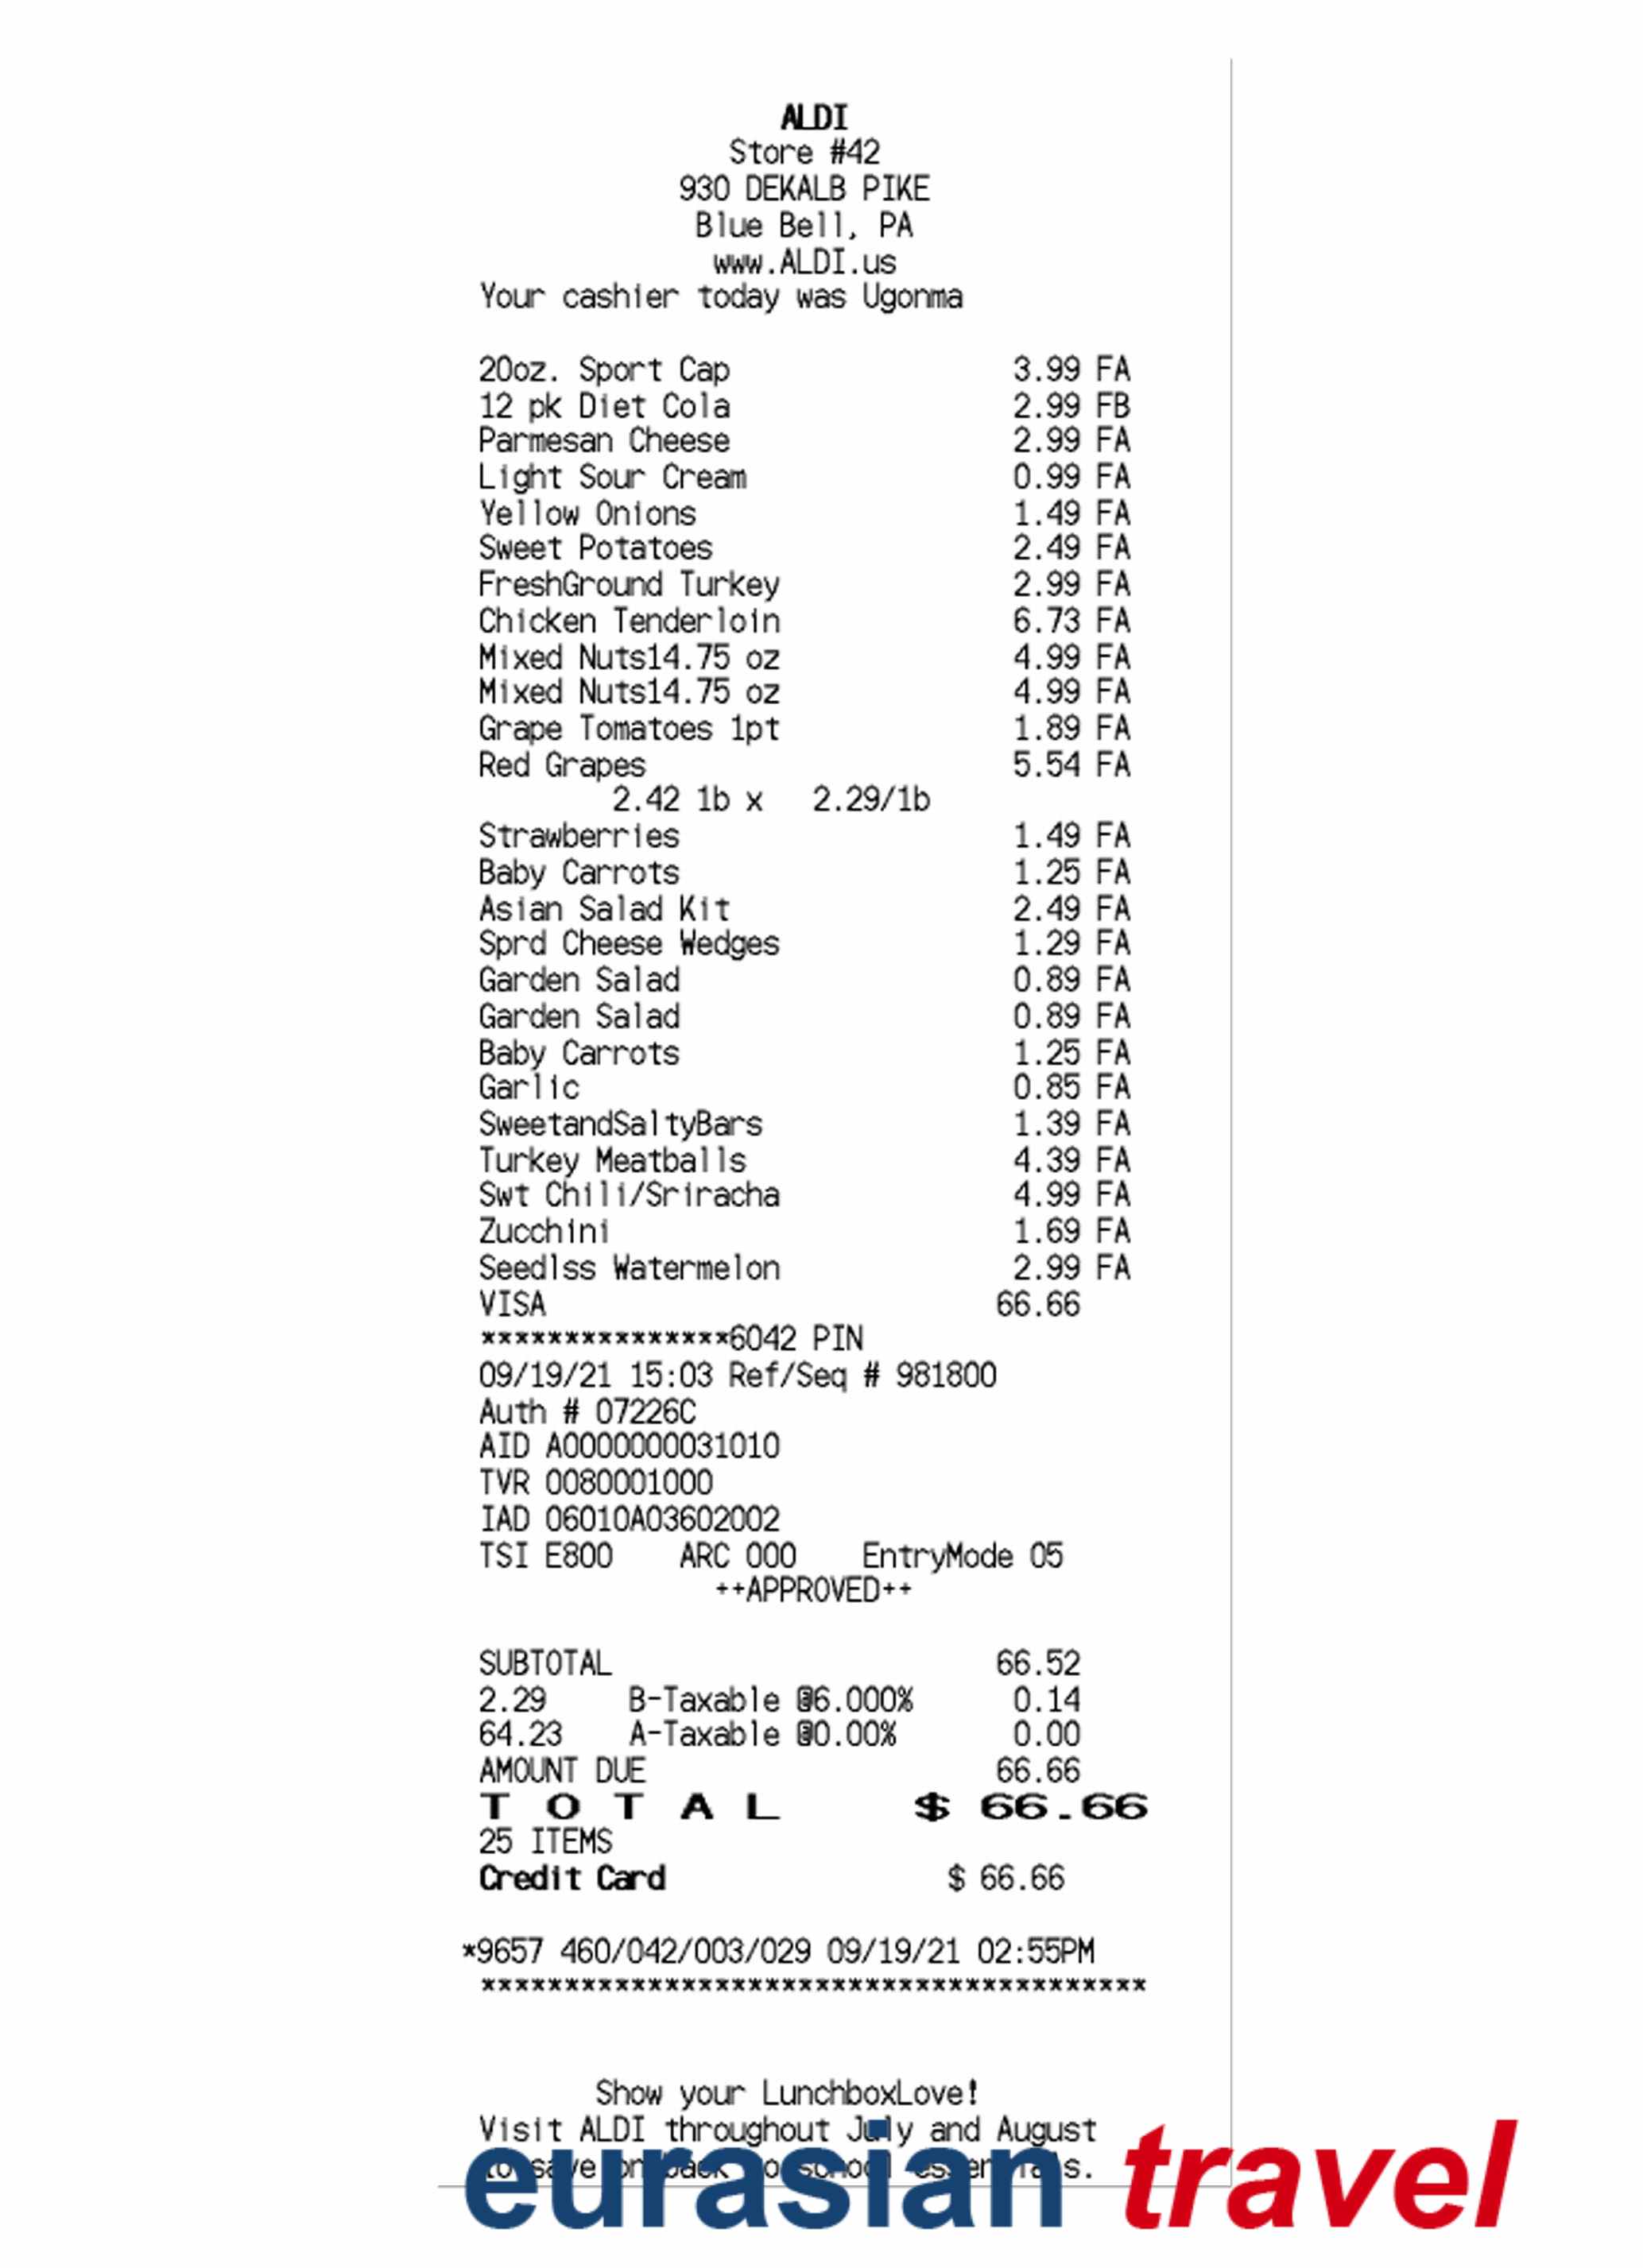 ALDI
Store #42
930 DEKALB PIKE
Blue Bell, PA
www.ALDI.us
Your cashier today was Ugonma
20oz. Sport Cap 3.99 FA
12 pk Diet Cola 2.99 FB
Parmesan Cheese 2.99 FA
Light Sour Cream 0.99 FA
Yellow Onions 1.49 FA
Sweet Potatoes 2.49 FA
FreshGround Turkey 2.99 FA
Chicken Tenderloin 6.73 FA
Mixed Nuts14.75 oz 4.99 FA
Mixed Nuts14.75 oz 4.99 FA
Grape Tomatoes 1pt 1.89 FA
Red Grapes 5.54 FA
2.42 lb x 2.29/lb
Strawberries 1.49 FA
Baby Carrots 1.25 FA
Asian Salad Kit 2.49 FA
Sprd Cheese Wedges 1.29 FA
Garden Salad 0.89 FA
Garden Salad 0.89 FA
Baby Carrots 1.25 FA
Garlic 0.85 FA
SweetandSaltyBars 1.39 FA
Turkey Meatballs 4.39 FA
Swt Chili/Sriracha 4.99 FA
Zucchini 1.69 FA
Seedlss Watermelon 2.99 FA
VISA 66.66
***************6042 PIN
09/19/21 15:03 Ref/Seq # 981800
Auth # 07226C
AID A0000000031010
TVR 0080001000
IAD 06010A03602002
TSI E800 ARC 000 EntryMode 05
++APPROVED++
SUBTOTAL 66.52
2.29 B-Taxable @6.000% 0.14
64.23 A-Taxable @0.00% 0.00
AMOUNT DUE 66.66
T O T A L $ 66.66
25 ITEMS
Credit Card $ 66.66
*9657 460/042/003/029 09/19/21 02:55PM
****************************************
Show your LunchboxLove!
Visit ALDI throughout July and August
to save on back to school essentials.
eurasian travel